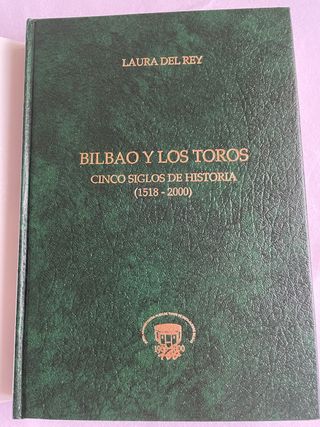 LAURA DEL REY
BILBAO Y LOS TOROS
CINCO SIGLOS DE HISTORIA
(1518 - 2000)